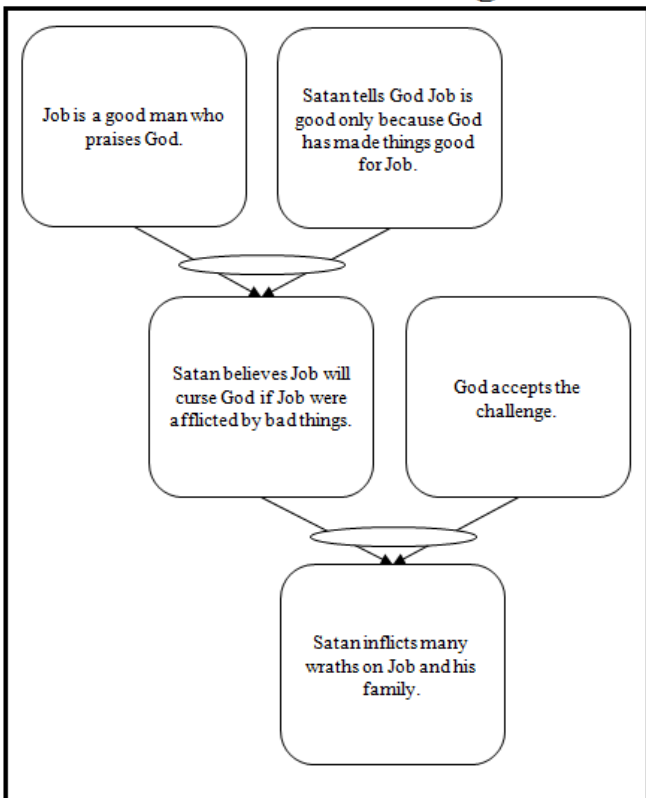 Job is a good man who
praises God.
Satan tells God Job is
good only because God
has made things good
for Job.
Satan believes Job will
curse God if Job were
afflicted by bad things.
God accepts the
challenge.
Satan inflicts many
wraths on Job and his
family.